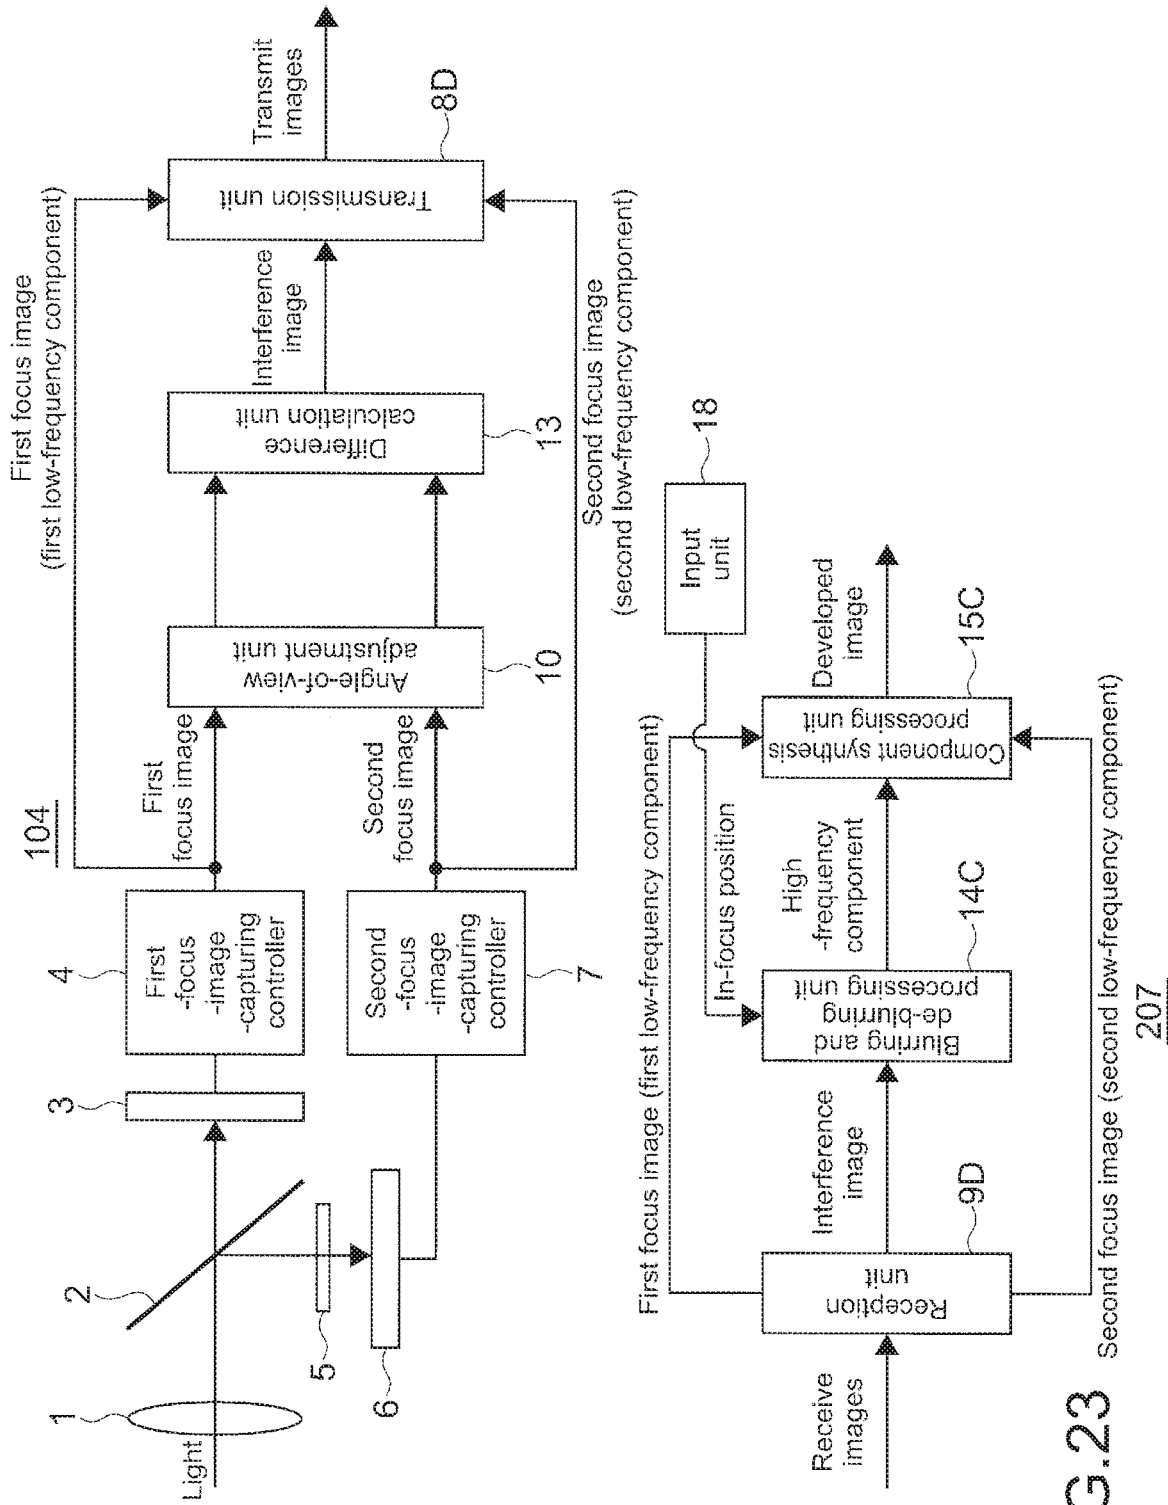 104
Light
1
2
3
4
First
-focus
-image
-capturing
controller
5
6
Second
-focus
-image
-capturing
controller
7
First
focus image
Second
focus image
First focus image
(first low-frequency component)
Angle-of-view
adjustment unit
10
Difference
calculation unit
13
Interference
image
Second focus image
(second low-frequency component)
Transmission unit
8D
Transmit
images
Receive
images
Reception
unit
9D
First focus image (first low-frequency component)
Interference
image
Blurring and
de-blurring
processing unit
14C
In-focus position
High
-frequency
component
Input
unit
18
Component synthesis
processing unit
15C
Developed
image
Second focus image (second low-frequency component)
207
G.23